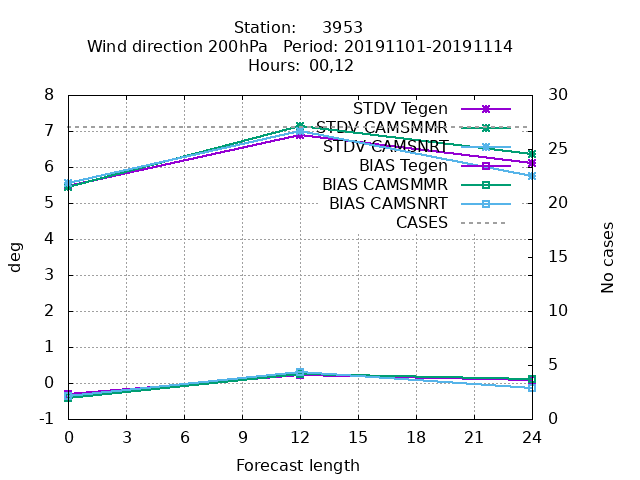 Station: 3953
Wind direction 200hPa Period: 20191101-20191114
Hours: 00,12
8
7
6
5
4
3
2
1
0
-1
30
25
20
15
10
5
0
STDV Tegen
STDV CAMSMMR
STDV CAMSNRT
BIAS Tegen
BIAS CAMSMMR
BIAS CAMSNRT
CASES
deg
No cases
0 3 6 9 12 15 18 21 24
Forecast length